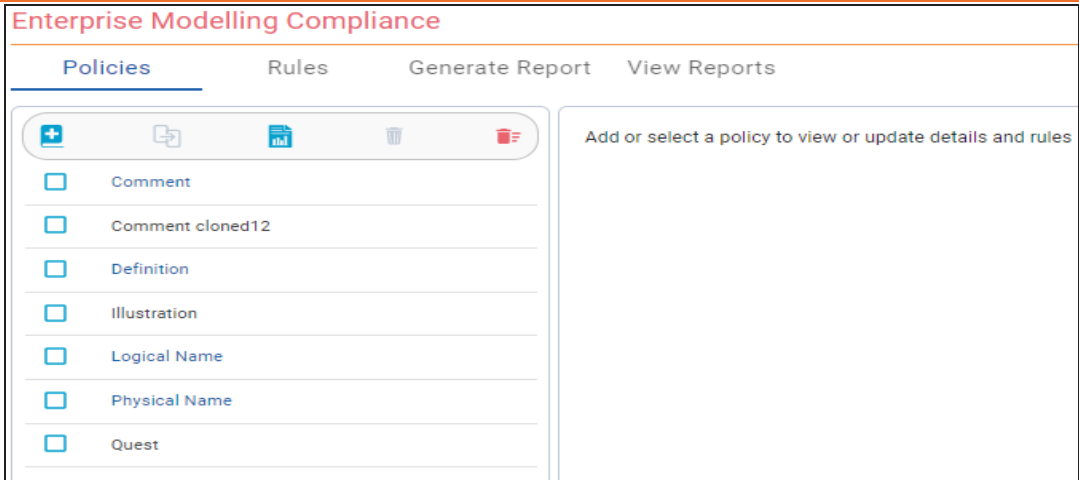 Enterprise Modelling Compliance
Policies Rules Generate Report View Reports
Add or select a policy to view or update details and rules
Comment
Comment cloned12
Definition
Illustration
Logical Name
Physical Name
Quest